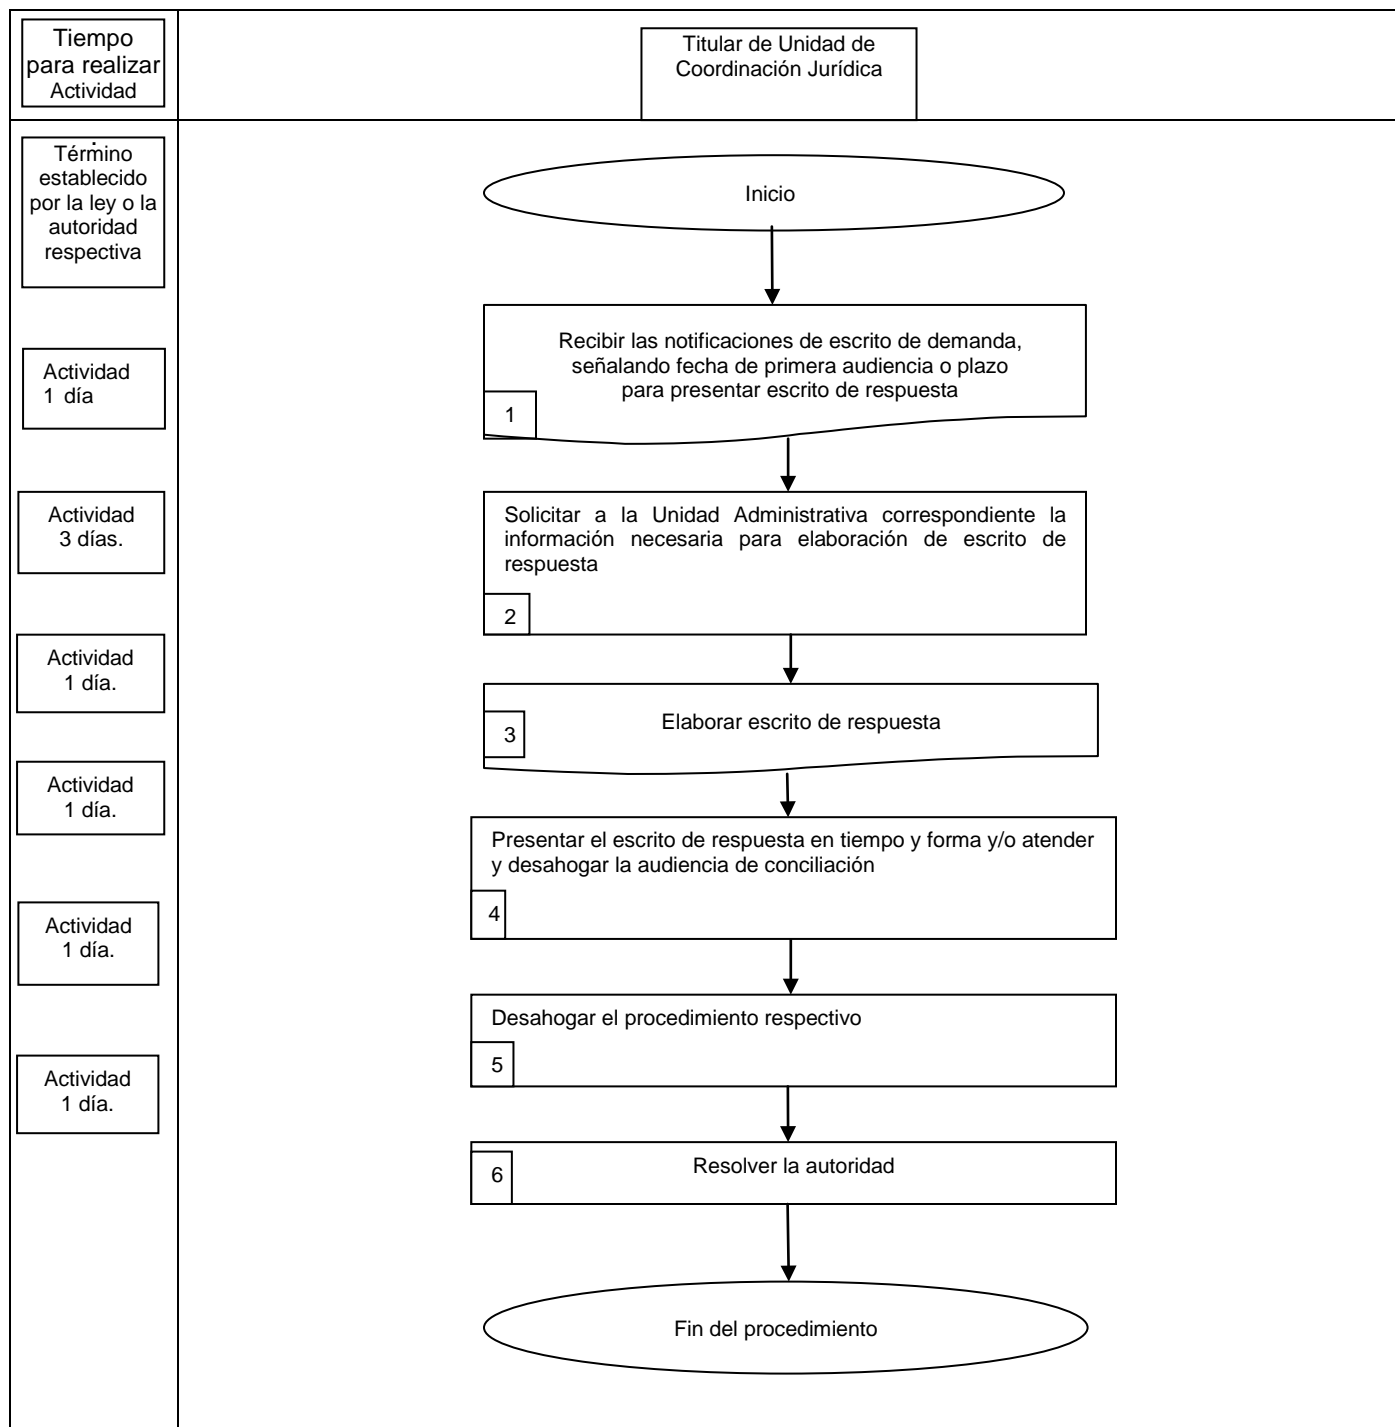 Tiempo
para realizar
Actividad
Titular de Unidad de
Coordinación Jurídica
.
Término
establecido
por la ley o la
autoridad
respectiva
Inicio
Actividad
1 día
Recibir las notificaciones de escrito de demanda,
señalando fecha de primera audiencia o plazo
para presentar escrito de respuesta
1
Actividad
3 días.
Solicitar a la Unidad Administrativa correspondiente la
información necesaria para elaboración de escrito de
respuesta
2
Actividad
1 día.
Elaborar escrito de respuesta
3
Actividad
1 día.
Presentar el escrito de respuesta en tiempo y forma y/o atender
y desahogar la audiencia de conciliación
4
Actividad
1 día.
Desahogar el procedimiento respectivo
5
Actividad
1 día.
Resolver la autoridad
6
Fin del procedimiento